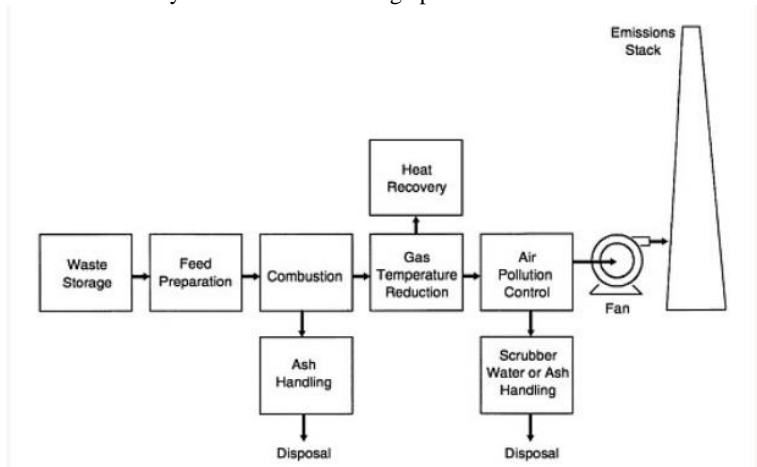 Emissions
Stack
Heat
Recovery
Waste
Storage
Feed
Preparation
Combustion
Gas
Temperature
Reduction
Air
Pollution
Control
Fan
Ash
Handling
Scrubber
Water or Ash
Handling
Disposal
Disposal